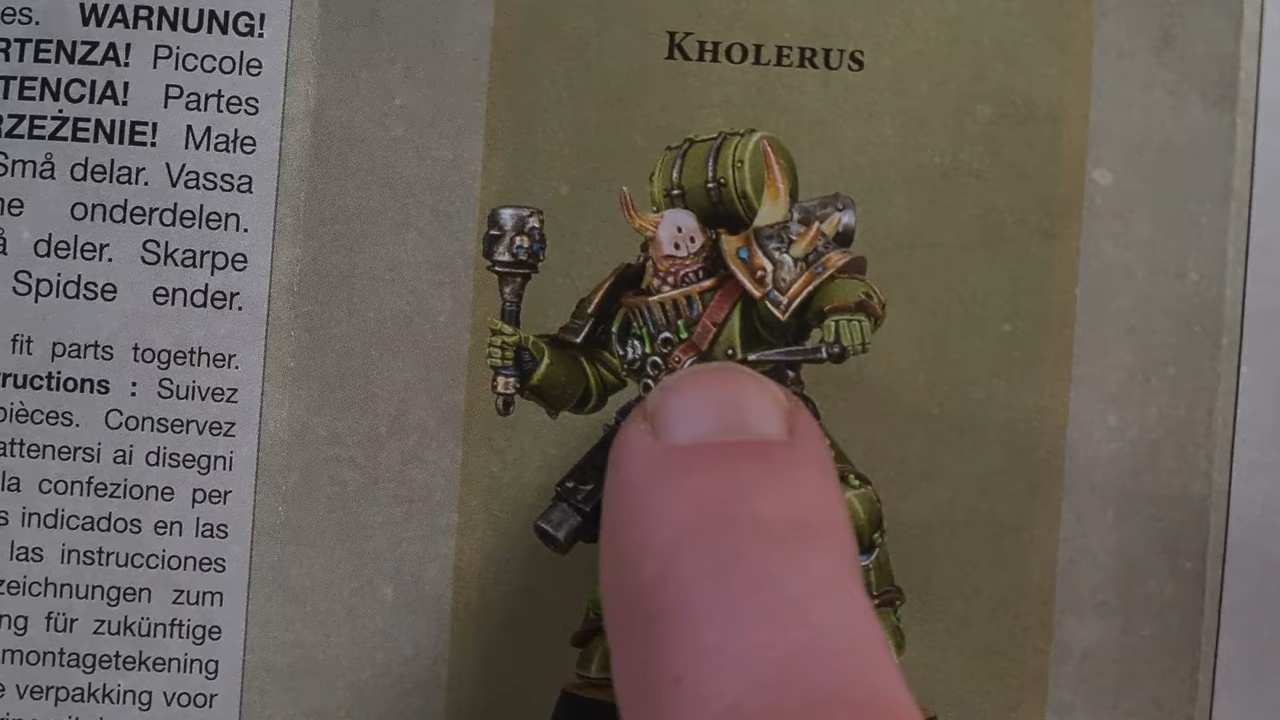 es. WARNUNG!
RTENZA! Piccole
TENCIA! Partes
RZEŻENIE! Małe
Små delar. Vassa
ne onderdelen.
å deler. Skarpe
Spidse ender.
fit parts together.
ructions : Suivez
pièces. Conservez
attenersi ai disegni
la confezione per
s indicados en las
las instrucciones
zeichnungen zum
ng für zukünftige
montagetekening
e verpakking voor
KHOLERUS